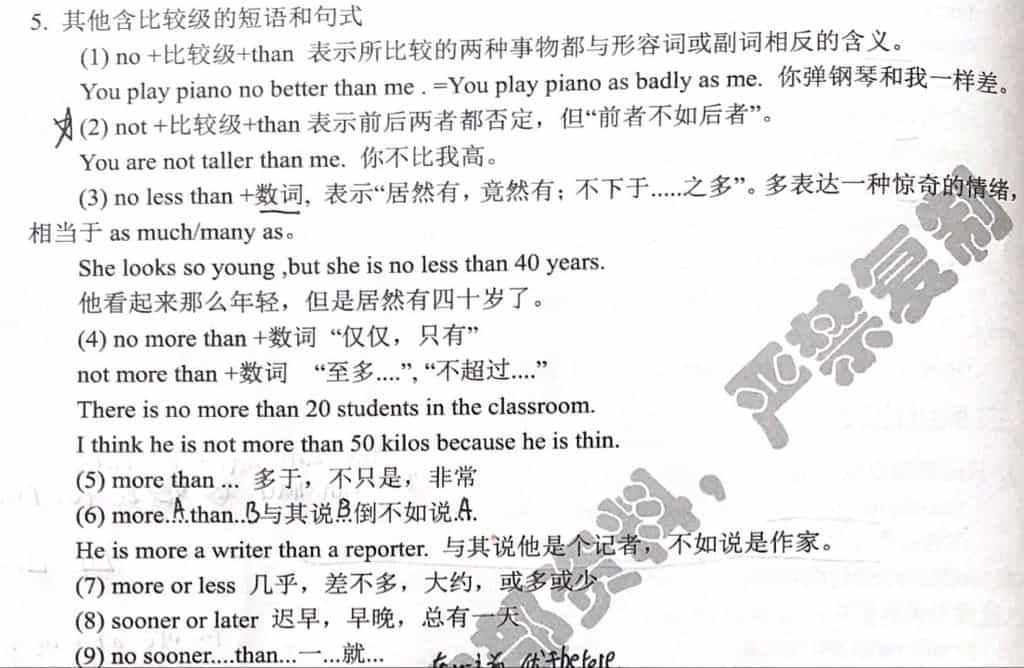 5. 其他含比较级的短语和句式
(1) no +比较级+than 表示所比较的两种事物都与形容词或副词相反的含义。
You play piano no better than me . =You play piano as badly as me. 你弹钢琴和我一样差。
(2) not +比较级+than 表示前后两者都否定，但“前者不如后者”。
You are not taller than me. 你不比我高。
(3) no less than +数词, 表示“居然有，竟然有；不下于.....之多”。多表达一种惊奇的情绪,
相当于 as much/many as。
She looks so young ,but she is no less than 40 years.
他看起来那么年轻，但是居然有四十岁了。
(4) no more than +数词 “仅仅，只有”
not more than +数词 “至多....”, “不超过....”
There is no more than 20 students in the classroom.
I think he is not more than 50 kilos because he is thin.
(5) more than ... 多于，不只是，非常
(6) more..A.than...B与其说.B.倒不如说.A.
He is more a writer than a reporter. 与其说他是个记者，不如说是作家。
(7) more or less 几乎，差不多，大约，或多或少
(8) sooner or later 迟早，早晚，总有一天
(9) no sooner....than...一...就...
before
部资料，严禁复制